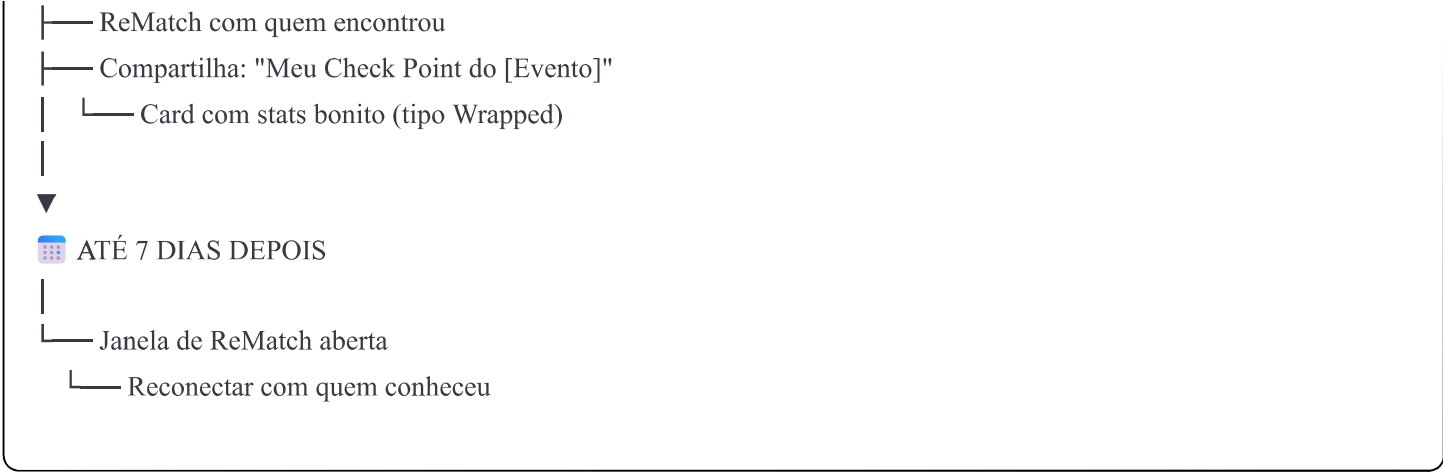 ├── ReMatch com quem encontrou
├── Compartilha: "Meu Check Point do [Evento]"
│ └── Card com stats bonito (tipo Wrapped)
│
▼
📅 ATÉ 7 DIAS DEPOIS
│
└── Janela de ReMatch aberta
└── Reconectar com quem conheceu